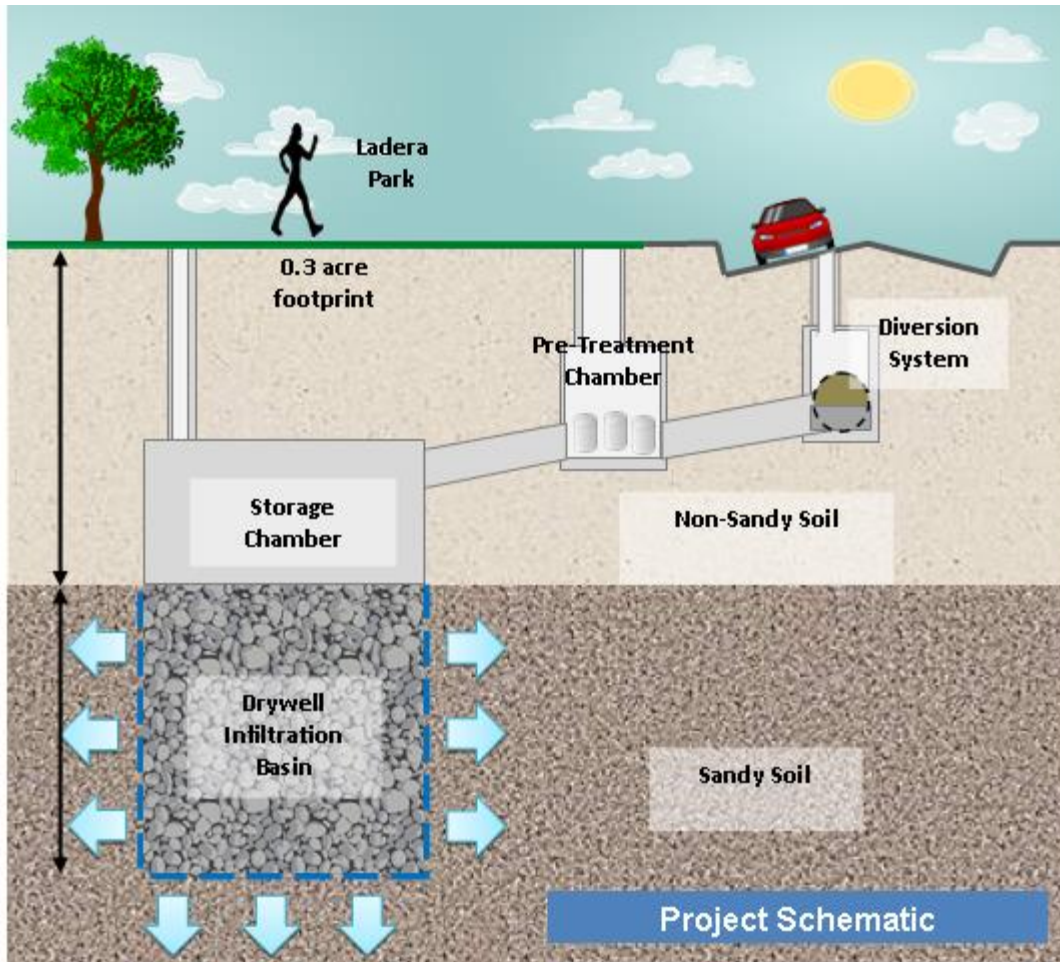 Ladera
Park
0.3 acre
footprint
Pre-Treatment
Chamber
Diversion
System
Storage
Chamber
Non-Sandy Soil
Drywell
Infiltration
Basin
Sandy Soil
Project Schematic